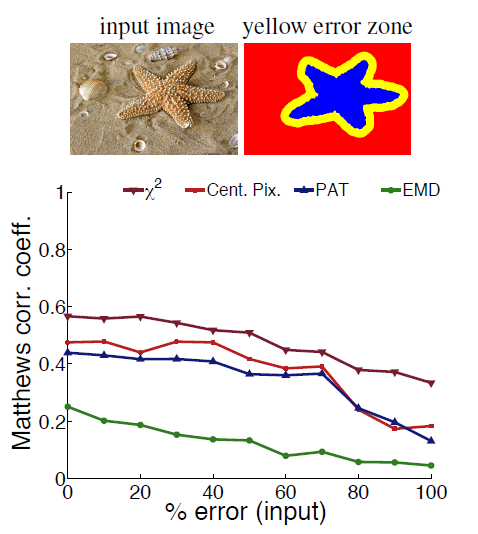 input image yellow error zone
χ2 Cent. Pix. PAT EMD
1
0.8
0.6
0.4
0.2
0
0 20 40 60 80 100
Matthews corr. coeff.
% error (input)